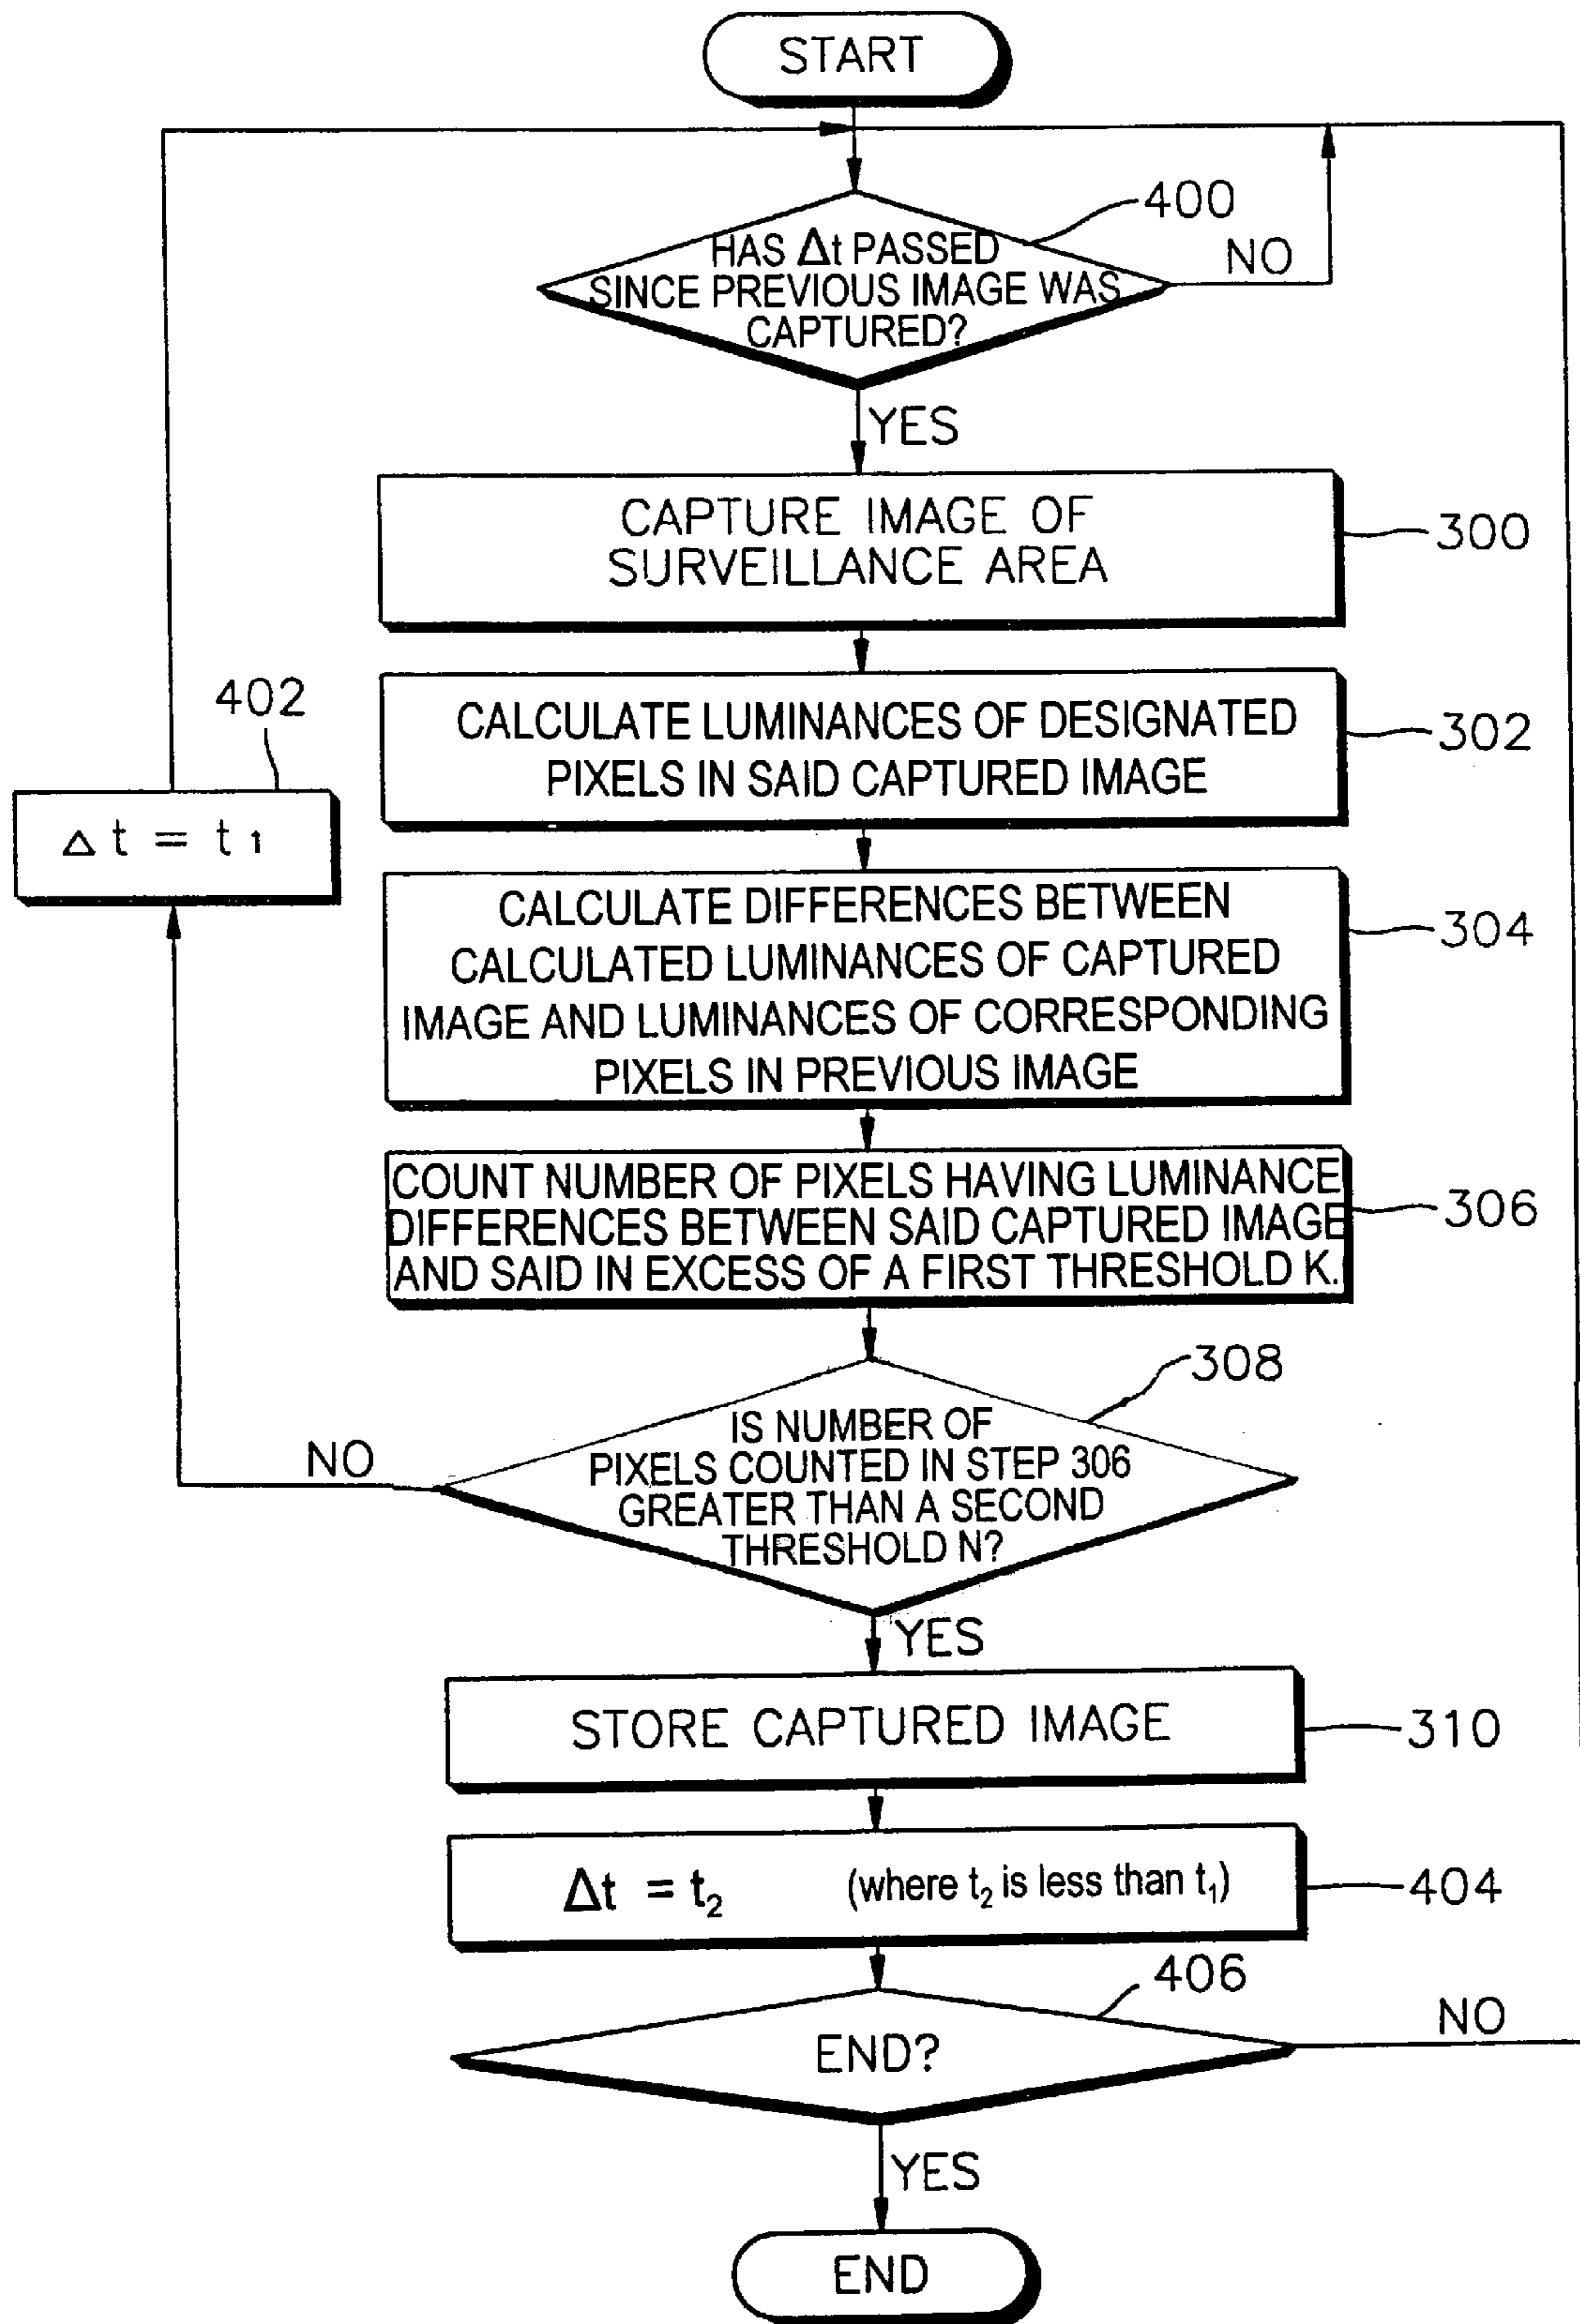 START
400
HAS Δt PASSED
SINCE PREVIOUS IMAGE WAS
CAPTURED?
NO
YES
CAPTURE IMAGE OF
SURVEILLANCE AREA
300
CALCULATE LUMINANCES OF DESIGNATED
PIXELS IN SAID CAPTURED IMAGE
302
402
Δt = t1
CALCULATE DIFFERENCES BETWEEN
CALCULATED LUMINANCES OF CAPTURED
IMAGE AND LUMINANCES OF CORRESPONDING
PIXELS IN PREVIOUS IMAGE
304
COUNT NUMBER OF PIXELS HAVING LUMINANCE
DIFFERENCES BETWEEN SAID CAPTURED IMAGE
AND SAID IN EXCESS OF A FIRST THRESHOLD K.
306
308
IS NUMBER OF
PIXELS COUNTED IN STEP 306
GREATER THAN A SECOND
THRESHOLD N?
NO
YES
STORE CAPTURED IMAGE
310
Δt = t₂ (where t₂ is less than t₁)
404
406
END?
NO
YES
END